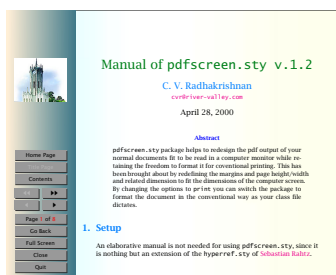 Manual of pdfscreen.sty v.1.2
C. V. Radhakrishnan
cvr@river-valley.com
April 28, 2000
Abstract
pdfscreen.sty package helps to redesign the pdf output of your
normal documents fit to be read in a computer monitor while re-
taining the freedom to format it for conventional printing. This has
been brought about by redefining the margins and page height/width
and related dimension to fit the dimensions of the computer screen.
By changing the options to print you can switch the package to
format the document in the conventional way as your class file
dictates.
Home Page
Contents
Page 1 of 8
Go Back
Full Screen
Close
Quit
1. Setup
An elaborative manual is not needed for using pdfscreen.sty, since it
is nothing but an extension of the hyperref.sty of Sebastian Rahtz.